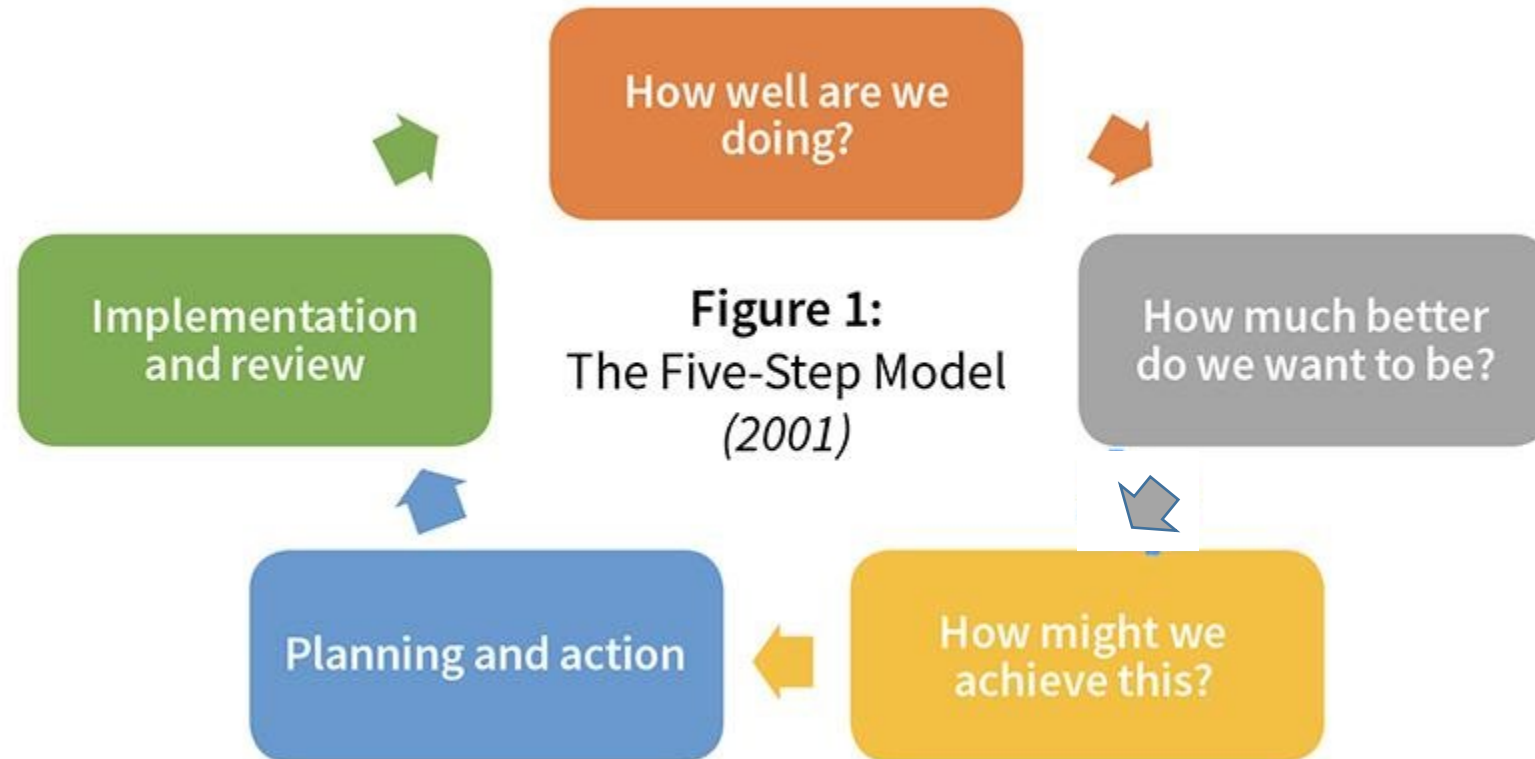 How well are we
doing?
Implementation
and review
Figure 1:
The Five-Step Model
(2001)
How much better
do we want to be?
Planning and action
How might we
achieve this?